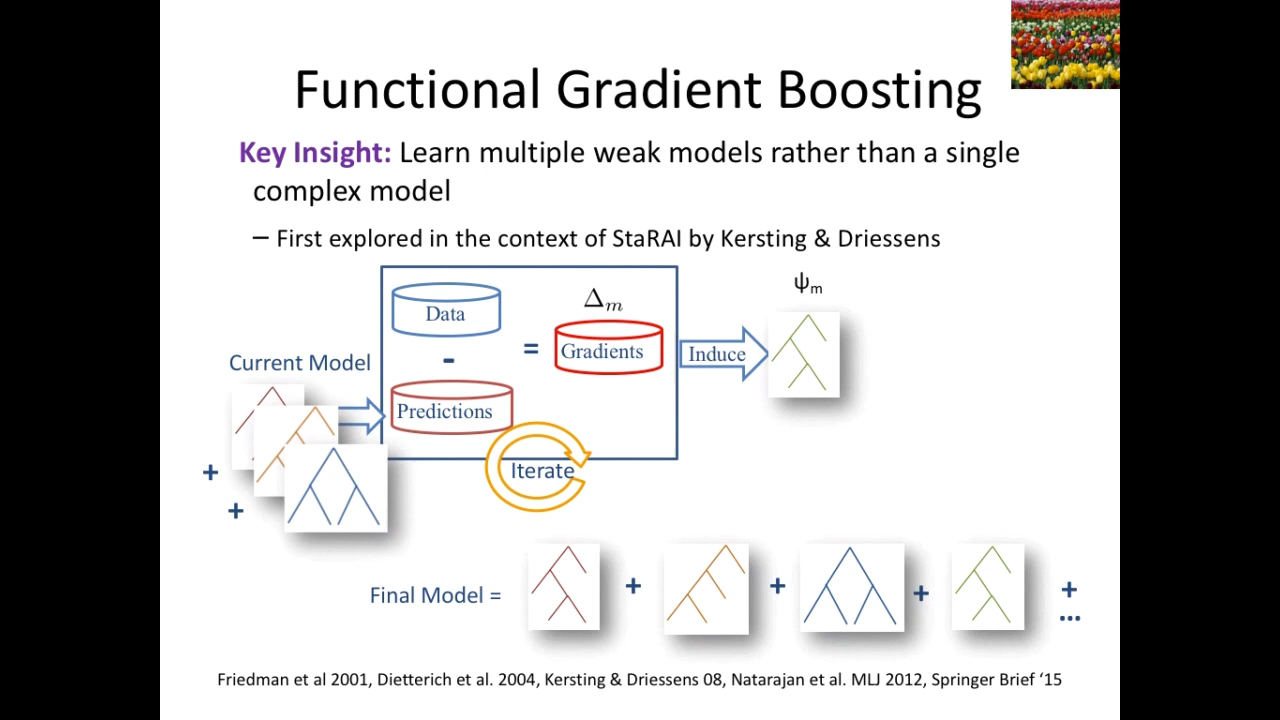 Functional Gradient Boosting
Key Insight: Learn multiple weak models rather than a single
complex model
– First explored in the context of StaRAI by Kersting & Driessens
Data
-
Predictions
=
Δm
Gradients
Induce
ψm
Current Model
+
+
Iterate
Final Model =
+
+
+
+
...
Friedman et al 2001, Dietterich et al. 2004, Kersting & Driessens 08, Natarajan et al. MLJ 2012, Springer Brief ‘15